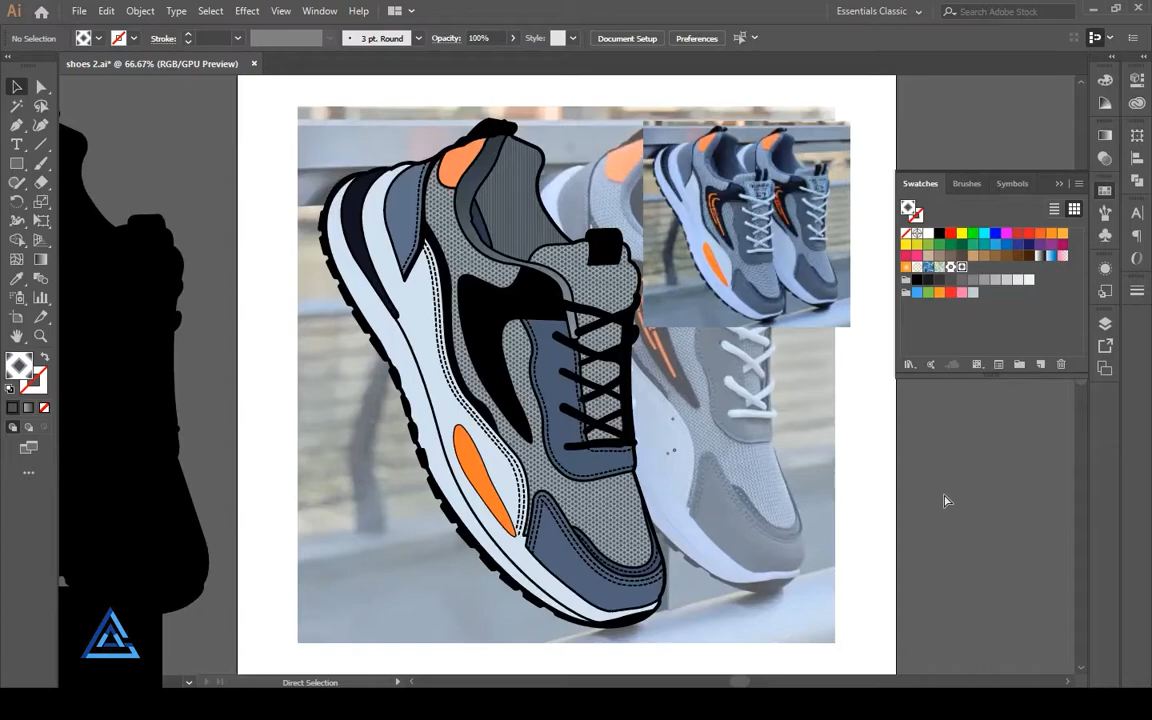 Ai File Edit Object Type Select Effect View Window Help Essentials Classic Search Adobe Stock
No Selection Stroke: 3 pt. Round Opacity: 100% Style: Document Setup Preferences
shoes 2.ai* @ 66.67% (RGB/GPU Preview) ×
Swatches Brushes Symbols
Direct Selection